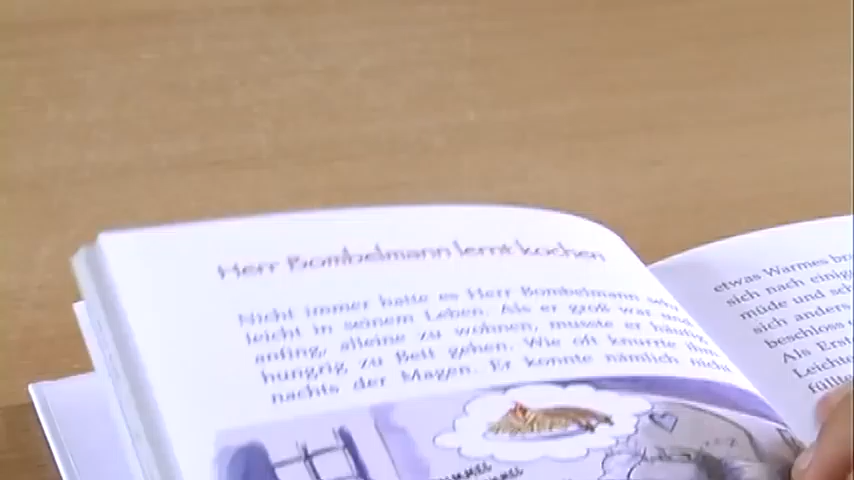 Herr Bombelmann lernt kochen
Nicht immer hatte es Herr Bombelmann sehr
leicht in seinem Leben. Als er groß war und
anfing, alleine zu wohnen, musste er häufig
hungrig zu Bett gehen. Wie oft knurrte ihm
nachts der Magen. Er konnte nämlich nicht
etwas Warmes
sich nach einig
müde und
sich anders
beschloss
Als Erst
Leichte
füllte